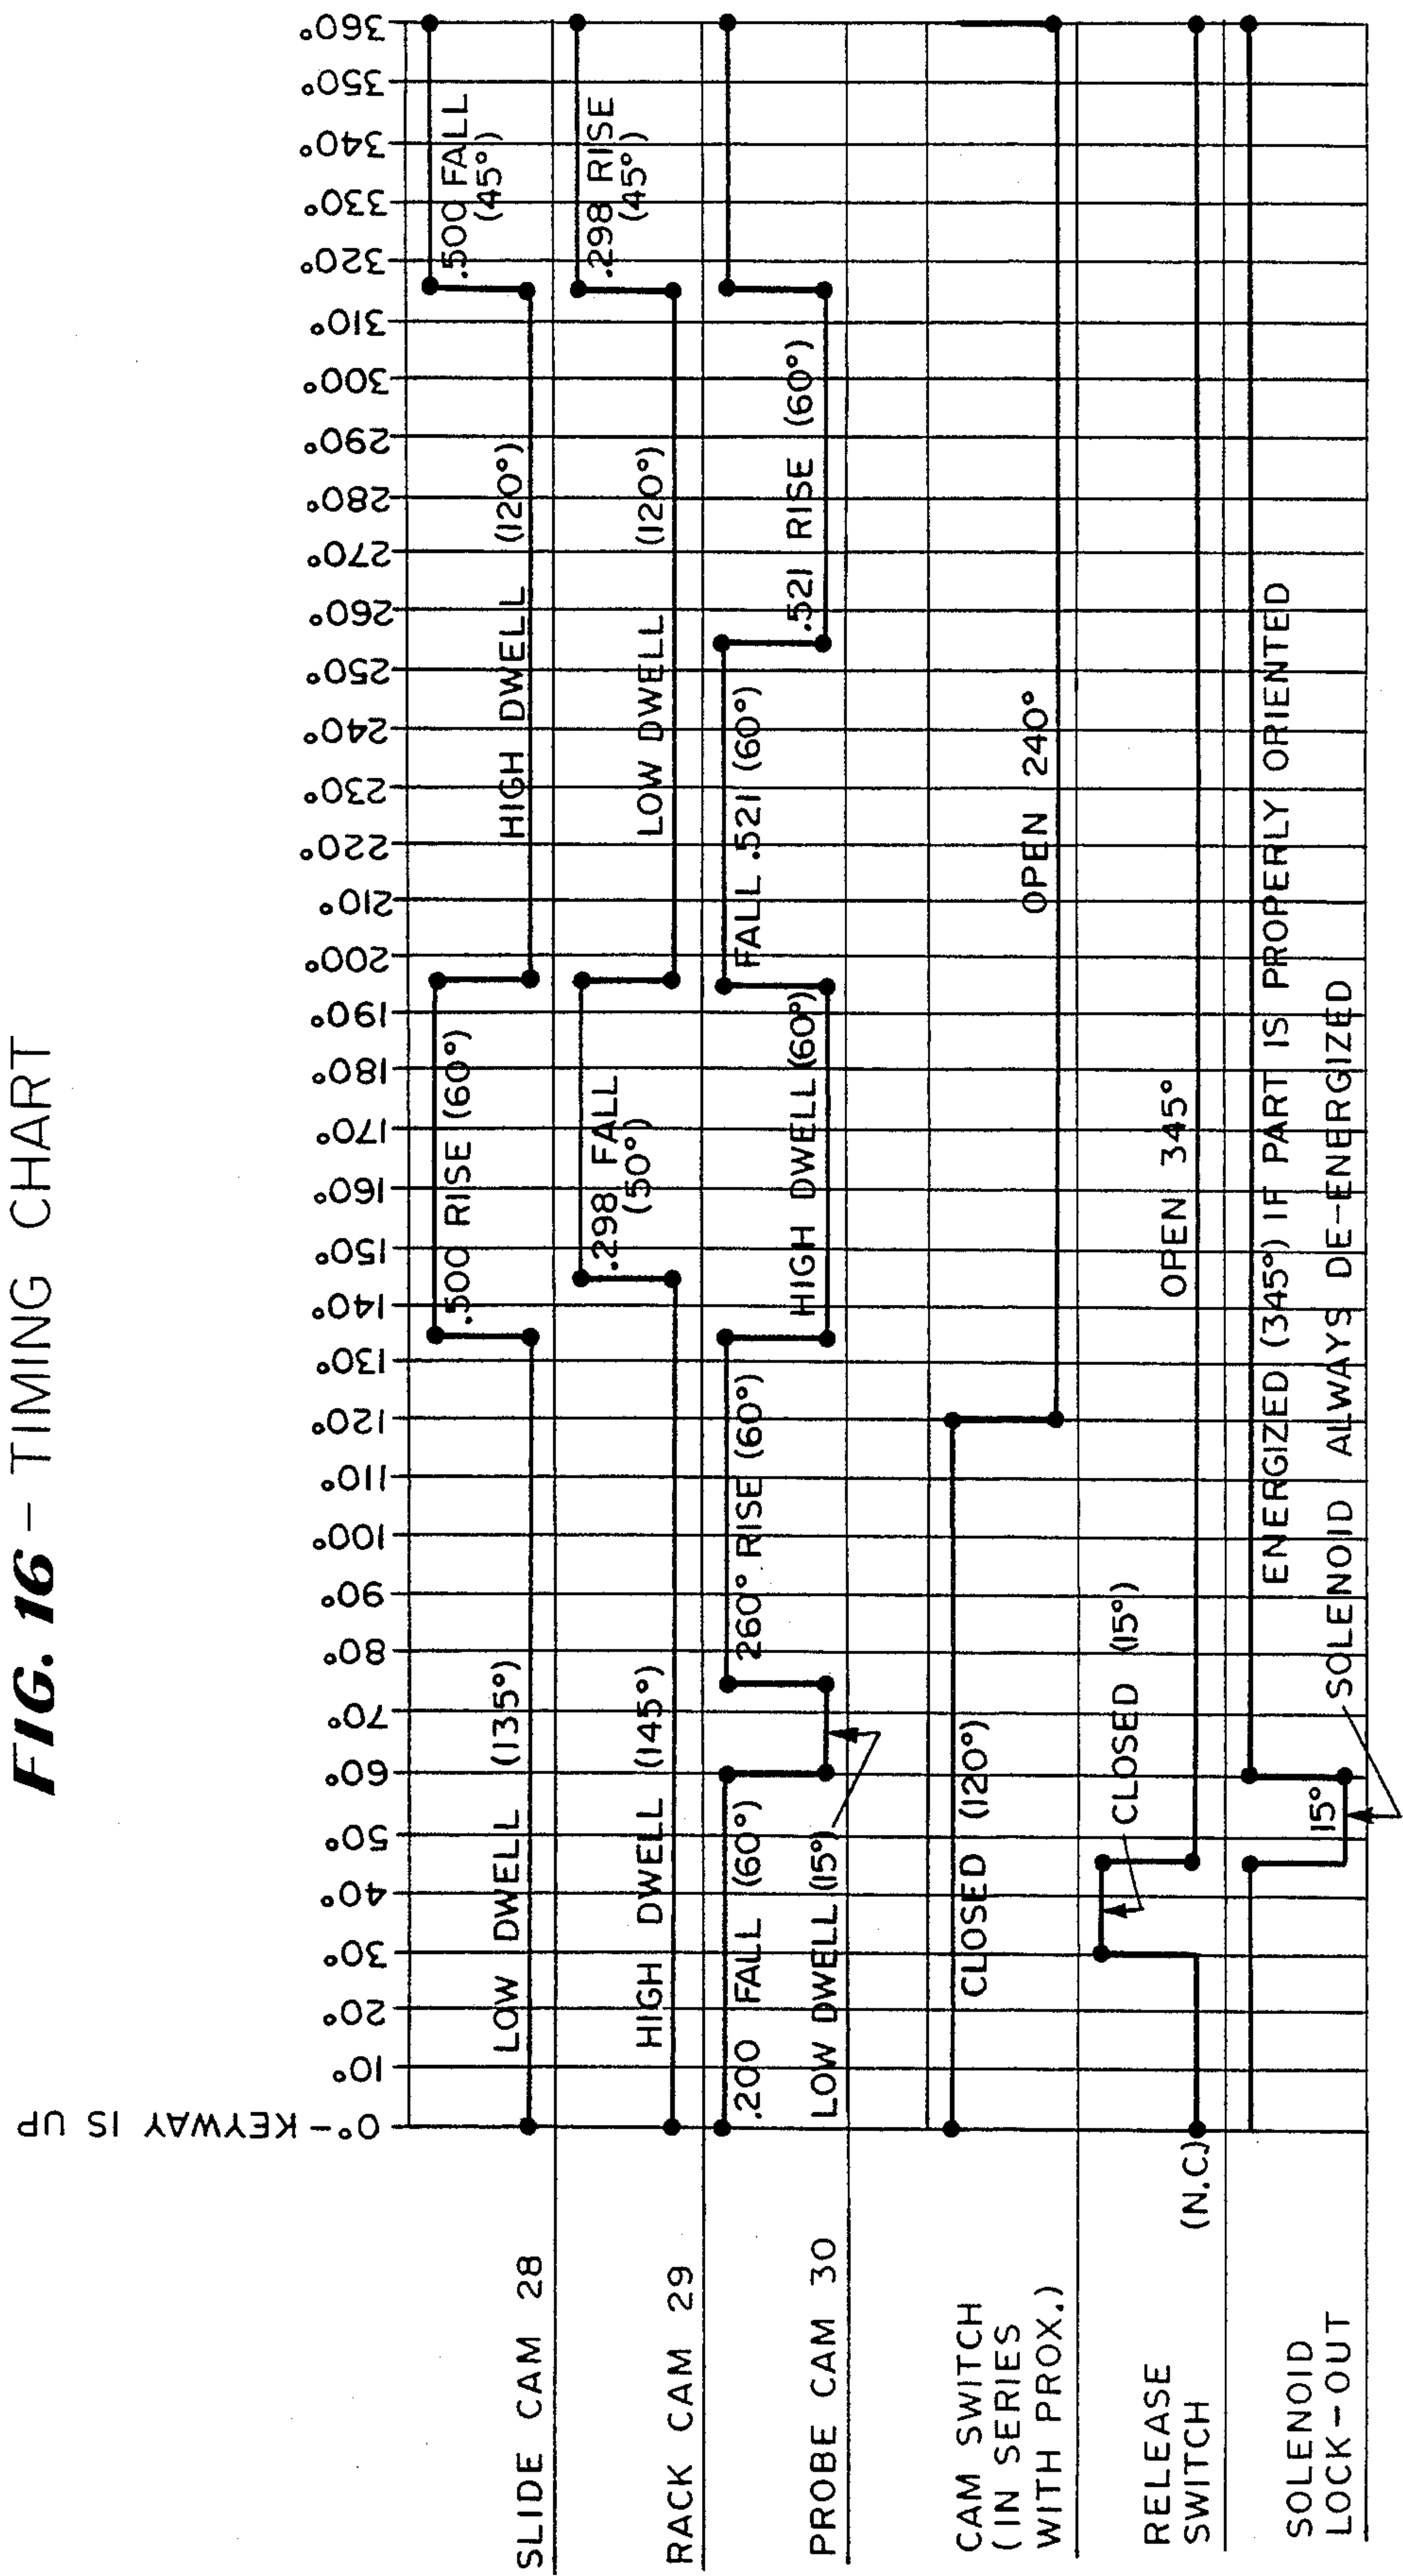 FIG. 16 – TIMING CHART
0°– KEYWAY IS UP
10°
20°
30°
40°
50°
60°
70°
80°
90°
100°
110°
120°
130°
140°
150°
160°
170°
180°
190°
200°
210°
220°
230°
240°
250°
260°
270°
280°
290°
300°
310°
320°
330°
340°
350°
360°
SLIDE CAM 28
LOW DWELL (135°)
.500 RISE (60°)
HIGH DWELL (120°)
.500 FALL
(45°)
RACK CAM 29
HIGH DWELL (145°)
.298 FALL
(50°)
LOW DWELL (120°)
.298 RISE
(45°)
PROBE CAM 30
.200 FALL (60°)
LOW DWELL (15°)
260° RISE (60°)
HIGH DWELL (60°)
FALL .521 (60°)
.521 RISE (60°)
CAM SWITCH
(IN SERIES
WITH PROX.)
CLOSED (120°)
OPEN 240°
RELEASE
SWITCH
(N.C.)
CLOSED (15°)
OPEN 345°
SOLENOID
LOCK-OUT
15°
ENERGIZED (345°) IF PART IS PROPERLY ORIENTED
SOLENOID ALWAYS DE-ENERGIZED